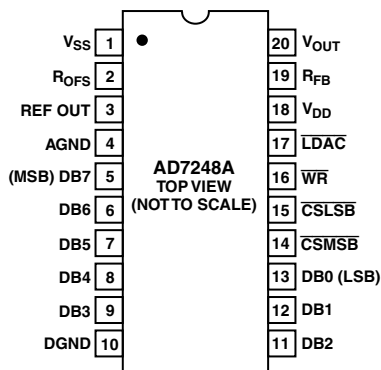 VSS 1 20 VOUT
ROFS 2 19 RFB
REF OUT 3 18 VDD
AGND 4 17 LDAC
(MSB) DB7 5 16 WR
DB6 6 15 CSLSB
DB5 7 14 CSMSB
DB4 8 13 DB0 (LSB)
DB3 9 12 DB1
DGND 10 11 DB2
AD7248A
TOP VIEW
(NOT TO SCALE)